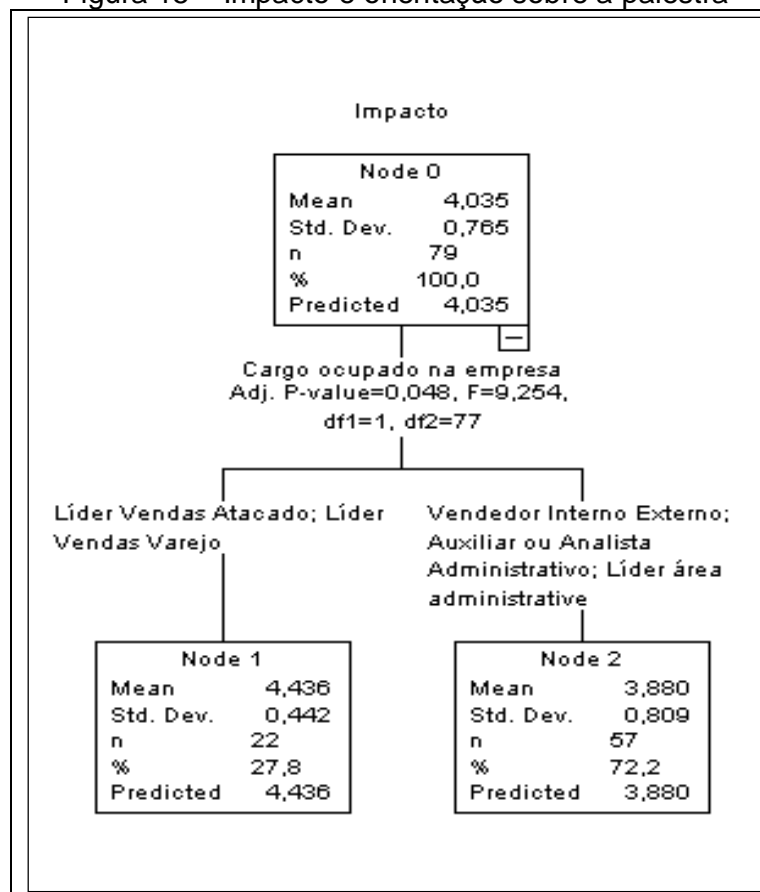 Impacto
Node 0
Mean 4,035
Std. Dev. 0,765
n 79
% 100,0
Predicted 4,035
Cargo ocupado na empresa
Adj. P-value=0,048, F=9,254,
df1=1, df2=77
Líder Vendas Atacado; Líder
Vendas Varejo
Vendedor Interno Externo;
Auxiliar ou Analista
Administrativo; Líder área
administrative
Node 1
Mean 4,436
Std. Dev. 0,442
n 22
% 27,8
Predicted 4,436
Node 2
Mean 3,880
Std. Dev. 0,809
n 57
% 72,2
Predicted 3,880